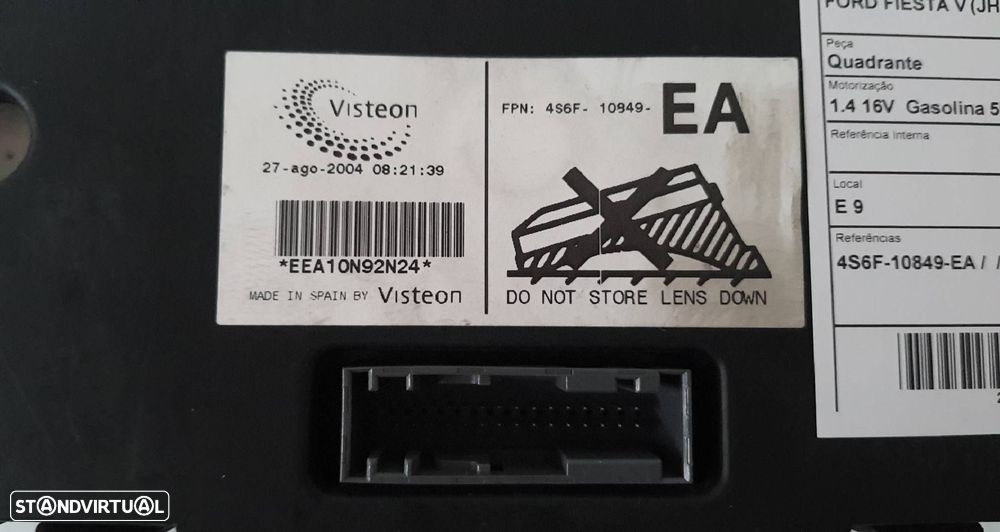 Visteon
27-ago-2004 08:21:39
*EEA10N92N24*
MADE IN SPAIN BY Visteon
FPN: 4S6F- 10849- EA
DO NOT STORE LENS DOWN
FORD FIESTA V (JH
Peça
Quadrante
Motorização
1.4 16V Gasolina 5
Referência Interna
Local
E 9
Referências
4S6F-10849-EA / /
STANDVIRTUAL